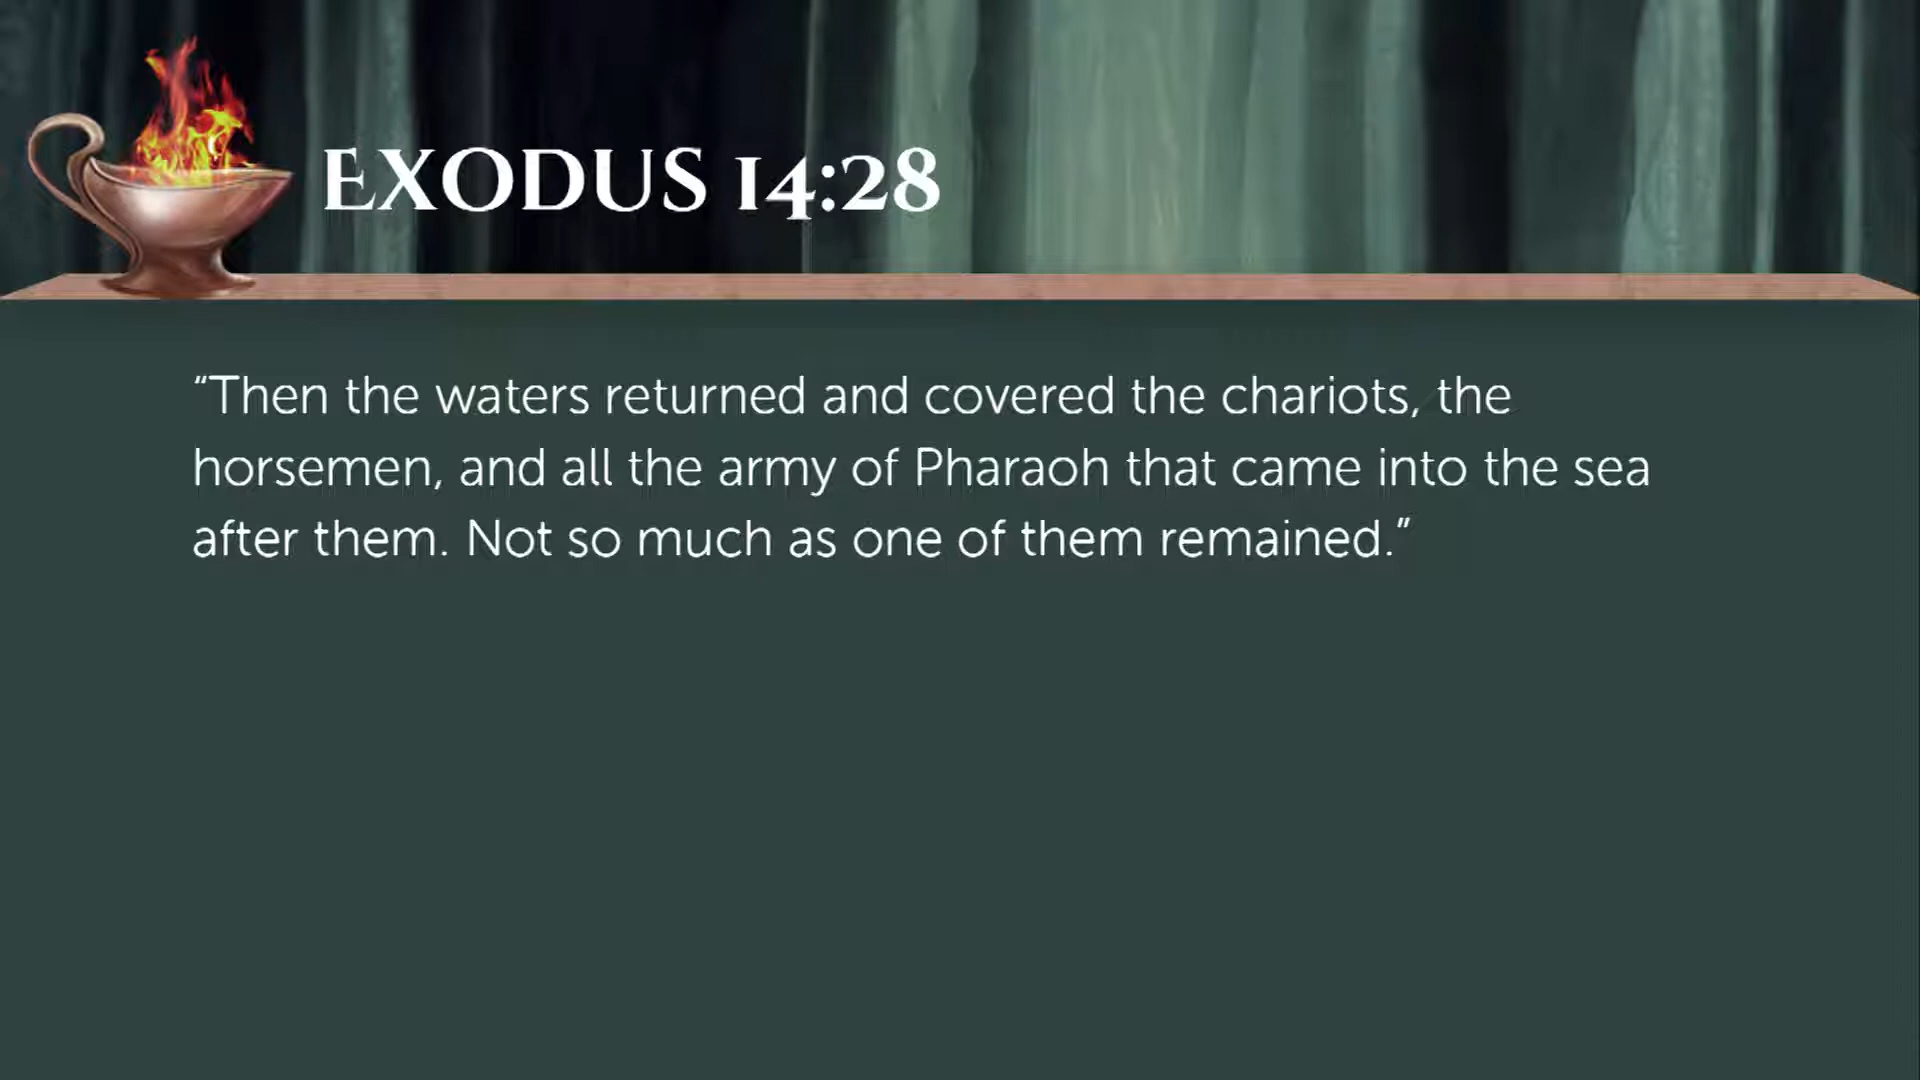 Exodus 14:28
“Then the waters returned and covered the chariots, the
horsemen, and all the army of Pharaoh that came into the sea
after them. Not so much as one of them remained.”